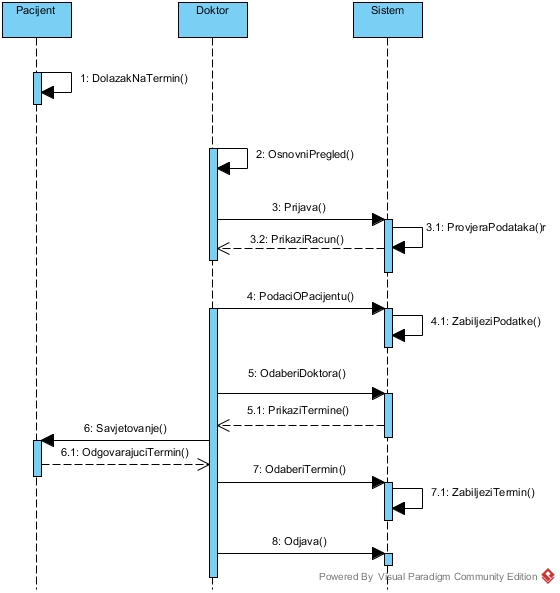 Pacijent
Doktor
Sistem
1: DolazakNaTermin()
2: OsnovniPregled()
3: Prijava()
3.1: ProvjeraPodataka()r
3.2: PrikaziRacun()
4: PodaciOPacijentu()
4.1: ZabiljeziPodatke()
5: OdaberiDoktora()
5.1: PrikaziTermine()
6: Savjetovanje()
6.1: OdgovarajuciTermin()
7: OdaberiTermin()
7.1: ZabiljeziTermin()
8: Odjava()
Powered By Visual Paradigm Community Edition